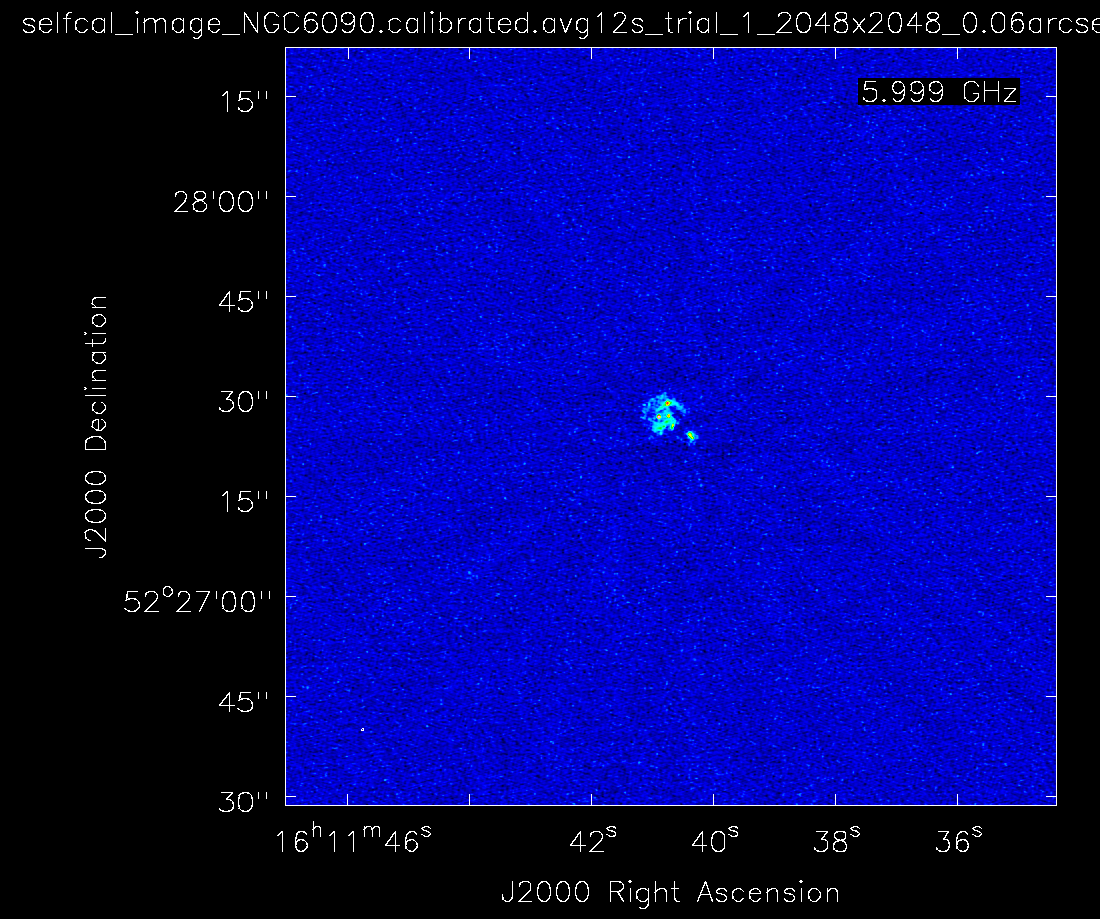 selfcal_image_NGC6090.calibrated.avg12s_trial_1_2048x2048_0.06arcse
5.999 GHz
15''
28'00''
45''
30''
15''
52°27'00''
45''
30''
J2000 Declination
16ʰ11ᵐ46ˢ 42ˢ 40ˢ 38ˢ 36ˢ
J2000 Right Ascension